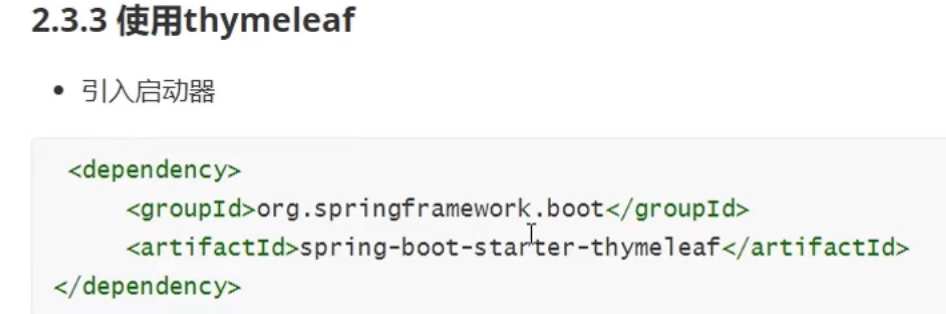 2.3.3 使用thymeleaf
引入启动器
<dependency>
<groupId>org.springframework.boot</groupId>
<artifactId>spring-boot-starter-thymeleaf</artifactId>
</dependency>